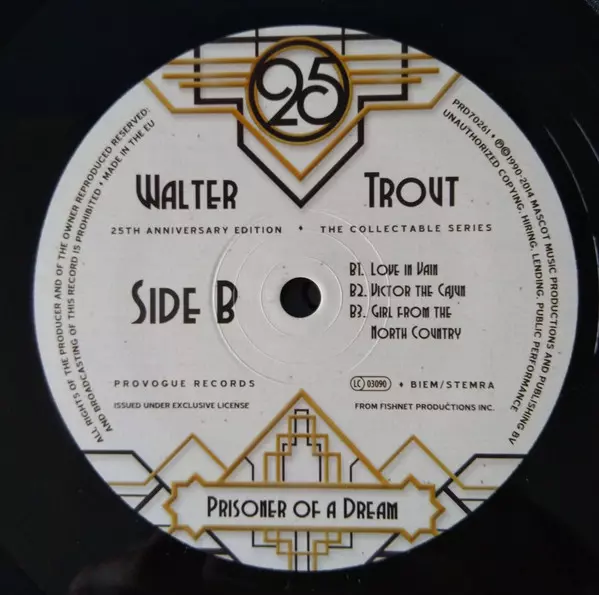 25
WALTER TROUT
25TH ANNIVERSARY EDITION ♦ THE COLLECTABLE SERIES
SIDE B
B1. LOVE IN VAIN
B2. VICTOR THE CAJUN
B3. GIRL FROM THE
NORTH COUNTRY
PROVOGUE RECORDS
LC 03090 ♦ BIEM/STEMRA
ISSUED UNDER EXCLUSIVE LICENSE
FROM FISHNET PRODUCTIONS INC.
PRISONER OF A DREAM
ALL RIGHTS OF THE PRODUCER AND OF THE OWNER REPRODUCED RESERVED.
AND BROADCASTING OF THIS RECORD IS PROHIBITED • MADE IN THE EU
PRD70261 • ℗©1990-2014 MASCOT MUSIC PRODUCTIONS AND PUBLISHING BV
UNAUTHORIZED COPYING, HIRING, LENDING, PUBLIC PERFORMANCE